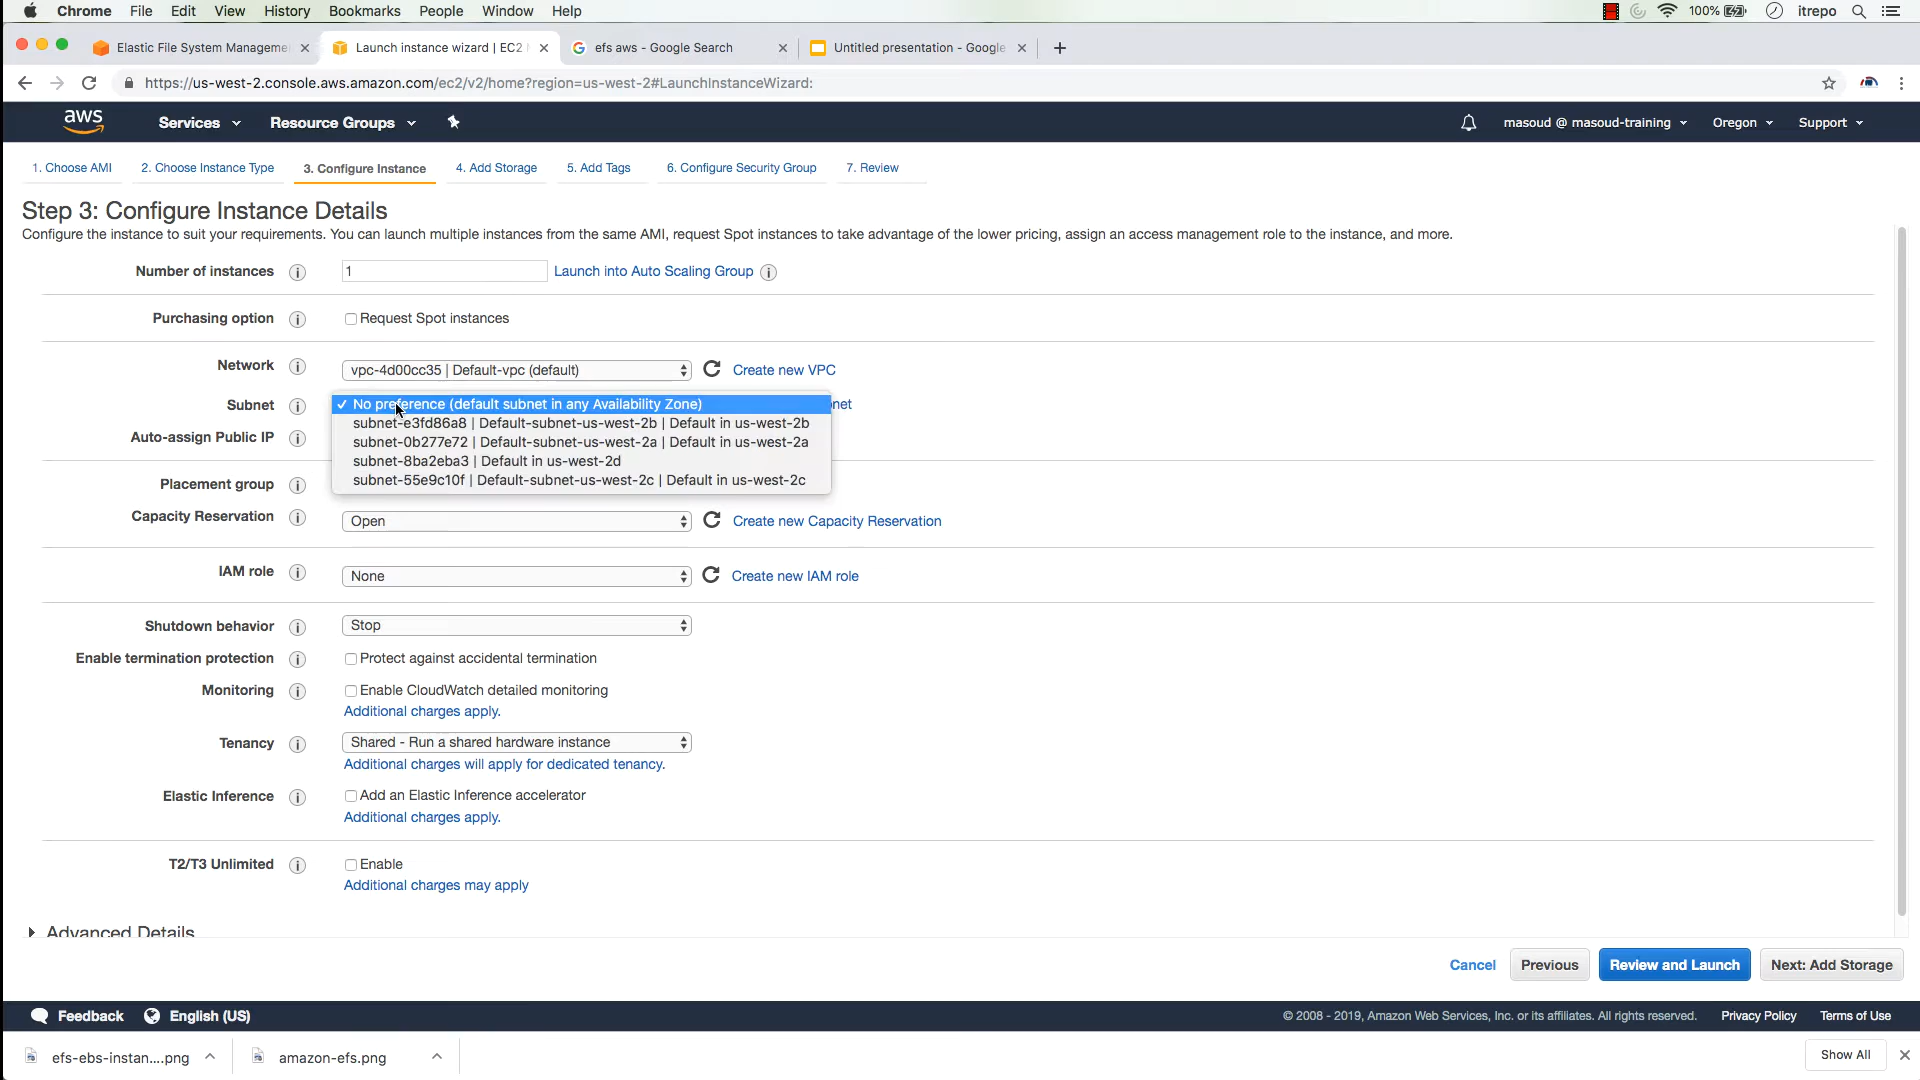 Chrome File Edit View History Bookmarks People Window Help 100% itrepo
Elastic File System Manageme
Launch instance wizard | EC2
efs aws - Google Search
Untitled presentation - Google
https://us-west-2.console.aws.amazon.com/ec2/v2/home?region=us-west-2#LaunchInstanceWizard:
aws Services Resource Groups masoud @ masoud-training Oregon Support
1. Choose AMI 2. Choose Instance Type 3. Configure Instance 4. Add Storage 5. Add Tags 6. Configure Security Group 7. Review
Step 3: Configure Instance Details
Configure the instance to suit your requirements. You can launch multiple instances from the same AMI, request Spot instances to take advantage of the lower pricing, assign an access management role to the instance, and more.
Number of instances i 1 Launch into Auto Scaling Group i
Purchasing option i Request Spot instances
Network i vpc-4d00cc35 | Default-vpc (default) Create new VPC
Subnet i ✓ No preference (default subnet in any Availability Zone) net
subnet-e3fd86a8 | Default-subnet-us-west-2b | Default in us-west-2b
Auto-assign Public IP i subnet-0b277e72 | Default-subnet-us-west-2a | Default in us-west-2a
subnet-8ba2eba3 | Default in us-west-2d
Placement group i subnet-55e9c10f | Default-subnet-us-west-2c | Default in us-west-2c
Capacity Reservation i Open Create new Capacity Reservation
IAM role i None Create new IAM role
Shutdown behavior i Stop
Enable termination protection i Protect against accidental termination
Monitoring i Enable CloudWatch detailed monitoring
Additional charges apply.
Tenancy i Shared - Run a shared hardware instance
Additional charges will apply for dedicated tenancy.
Elastic Inference i Add an Elastic Inference accelerator
Additional charges apply.
T2/T3 Unlimited i Enable
Additional charges may apply
Advanced Details
Cancel Previous Review and Launch Next: Add Storage
Feedback English (US) © 2008 - 2019, Amazon Web Services, Inc. or its affiliates. All rights reserved. Privacy Policy Terms of Use
efs-ebs-instan....png amazon-efs.png Show All